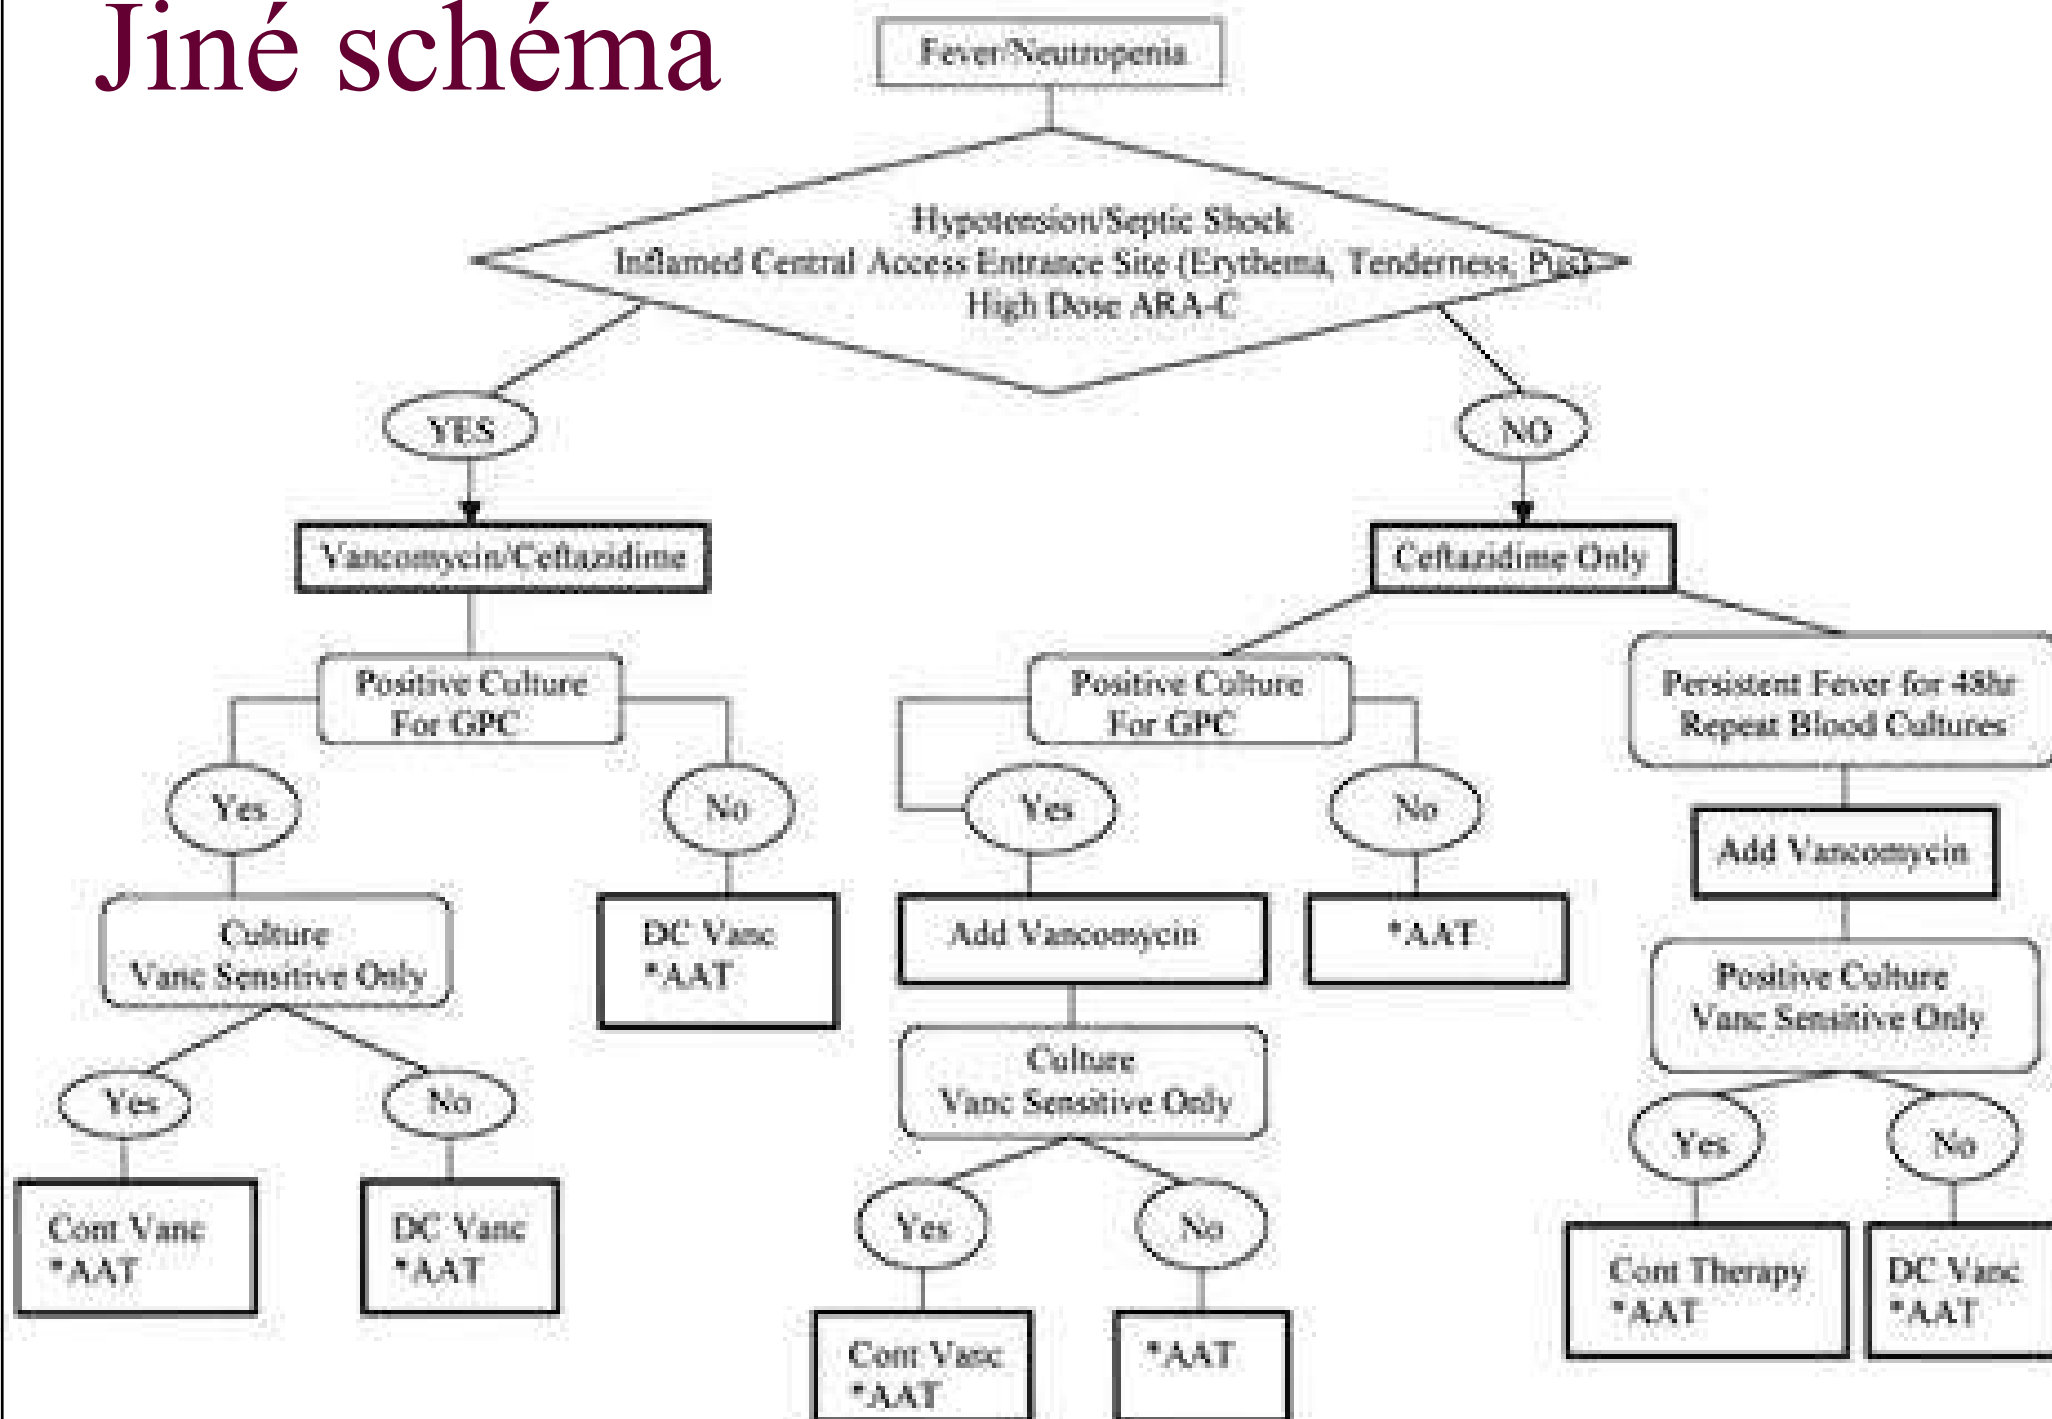 Jiné schéma
Fever/Neutropenia
Hypotension/Septic Shock
Inflamed Central Access Entrance Site (Erythema, Tenderness, Pus)
High Dose ARA-C
YES
NO
Vancomycin/Ceftazidime
Ceftazidime Only
Positive Culture
For GPC
Positive Culture
For GPC
Persistent Fever for 48hr
Repeat Blood Cultures
Yes
No
Yes
No
Add Vancomycin
Culture
Vanc Sensitive Only
DC Vanc
*AAT
Add Vancomycin
*AAT
Positive Culture
Vanc Sensitive Only
Culture
Vanc Sensitive Only
Yes
No
Yes
No
Yes
No
Cont Vanc
*AAT
DC Vanc
*AAT
Cont Vanc
*AAT
*AAT
Cont Therapy
*AAT
DC Vanc
*AAT